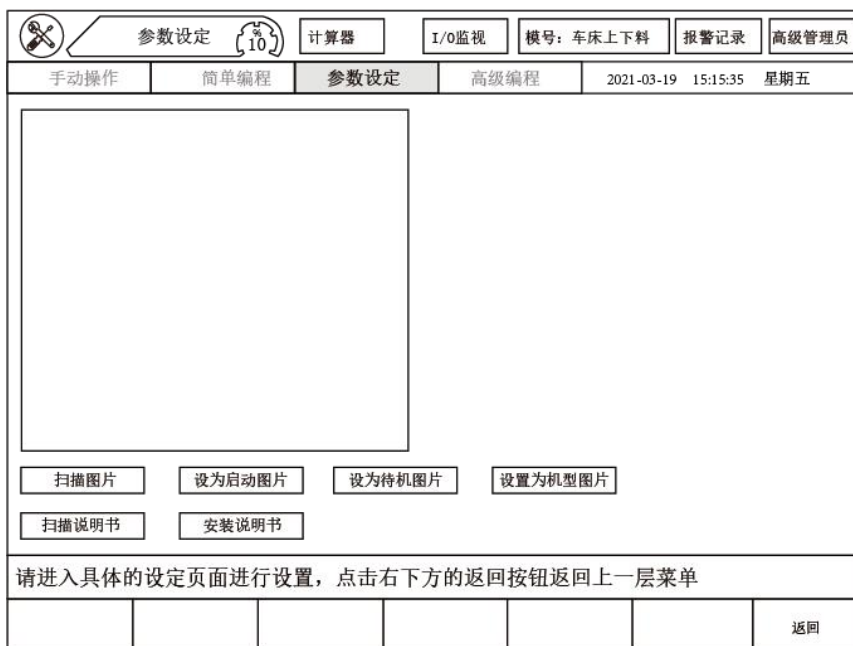 参数设定 % 10 计算器 I/O监视 模号：车床上下料 报警记录 高级管理员
手动操作 简单编程 参数设定 高级编程 2021-03-19 15:15:35 星期五
扫描图片 设为启动图片 设为待机图片 设置为机型图片
扫描说明书 安装说明书
请进入具体的设定页面进行设置，点击右下方的返回按钮返回上一层菜单
返回